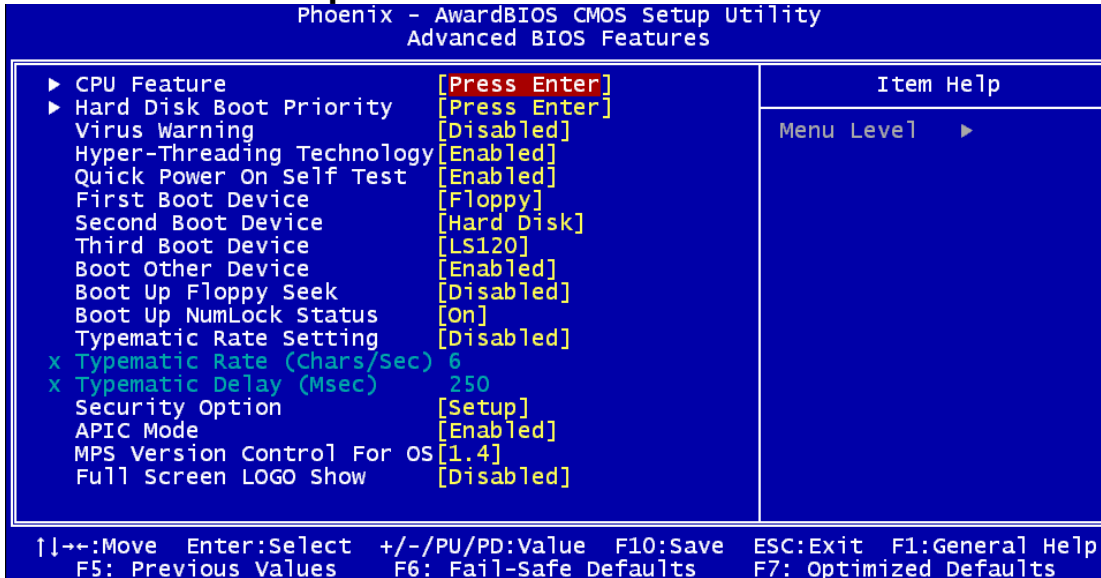 Phoenix - AwardBIOS CMOS Setup Utility
Advanced BIOS Features
▶ CPU Feature [Press Enter]
▶ Hard Disk Boot Priority [Press Enter]
Virus Warning [Disabled]
Hyper-Threading Technology[Enabled]
Quick Power On Self Test [Enabled]
First Boot Device [Floppy]
Second Boot Device [Hard Disk]
Third Boot Device [LS120]
Boot Other Device [Enabled]
Boot Up Floppy Seek [Disabled]
Boot Up NumLock Status [On]
Typematic Rate Setting [Disabled]
x Typematic Rate (Chars/Sec) 6
x Typematic Delay (Msec) 250
Security Option [Setup]
APIC Mode [Enabled]
MPS Version Control For OS[1.4]
Full Screen LOGO Show [Disabled]
Item Help
Menu Level ▶
↑↓→←:Move Enter:Select +/-/PU/PD:Value F10:Save ESC:Exit F1:General Help
F5: Previous Values F6: Fail-Safe Defaults F7: Optimized Defaults